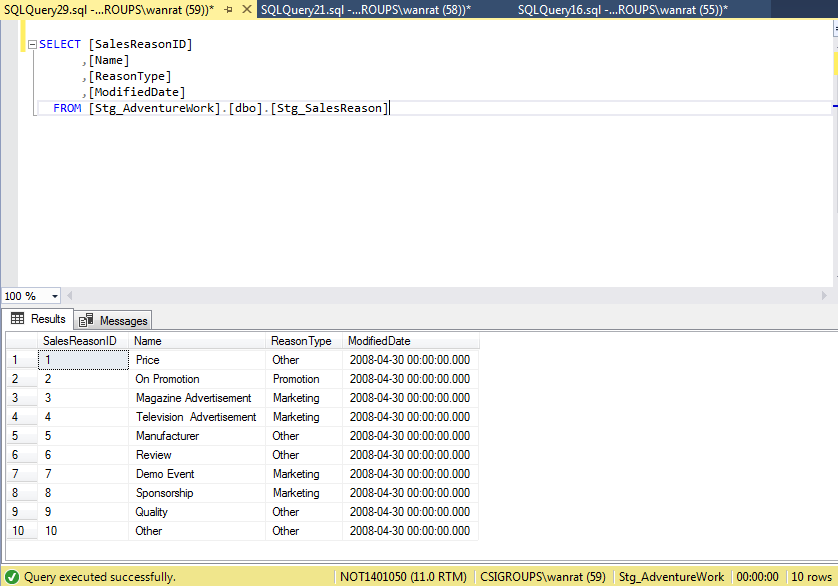 SQLQuery29.sql -...ROUPS\wanrat (59))* SQLQuery21.sql -...ROUPS\wanrat (58))* SQLQuery16.sql -...ROUPS\wanrat (55))*
SELECT [SalesReasonID]
,[Name]
,[ReasonType]
,[ModifiedDate]
FROM [Stg_AdventureWork].[dbo].[Stg_SalesReason]
100 %
Results Messages
SalesReasonID Name ReasonType ModifiedDate
1 1 Price Other 2008-04-30 00:00:00.000
2 2 On Promotion Promotion 2008-04-30 00:00:00.000
3 3 Magazine Advertisement Marketing 2008-04-30 00:00:00.000
4 4 Television  Advertisement Marketing 2008-04-30 00:00:00.000
5 5 Manufacturer Other 2008-04-30 00:00:00.000
6 6 Review Other 2008-04-30 00:00:00.000
7 7 Demo Event Marketing 2008-04-30 00:00:00.000
8 8 Sponsorship Marketing 2008-04-30 00:00:00.000
9 9 Quality Other 2008-04-30 00:00:00.000
10 10 Other Other 2008-04-30 00:00:00.000
Query executed successfully. NOT1401050 (11.0 RTM) CSIGROUPS\wanrat (59) Stg_AdventureWork 00:00:00 10 rows